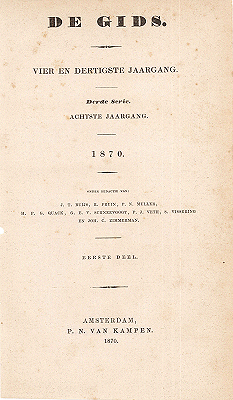 DE GIDS.
VIER EN DERTIGSTE JAARGANG.
Derde Serie.
ACHTSTE JAARGANG.
1870.
ONDER REDACTIE VAN:
J. T. BUIJS, R. FRUIN, P. N. MULLER,
H. P. G. QUACK, G. E. V. SCHNEEVOOGT, P. J. VETH, S. VISSERING
EN JOH. C. ZIMMERMAN.
EERSTE DEEL.
AMSTERDAM,
P. N. VAN KAMPEN.
1870.